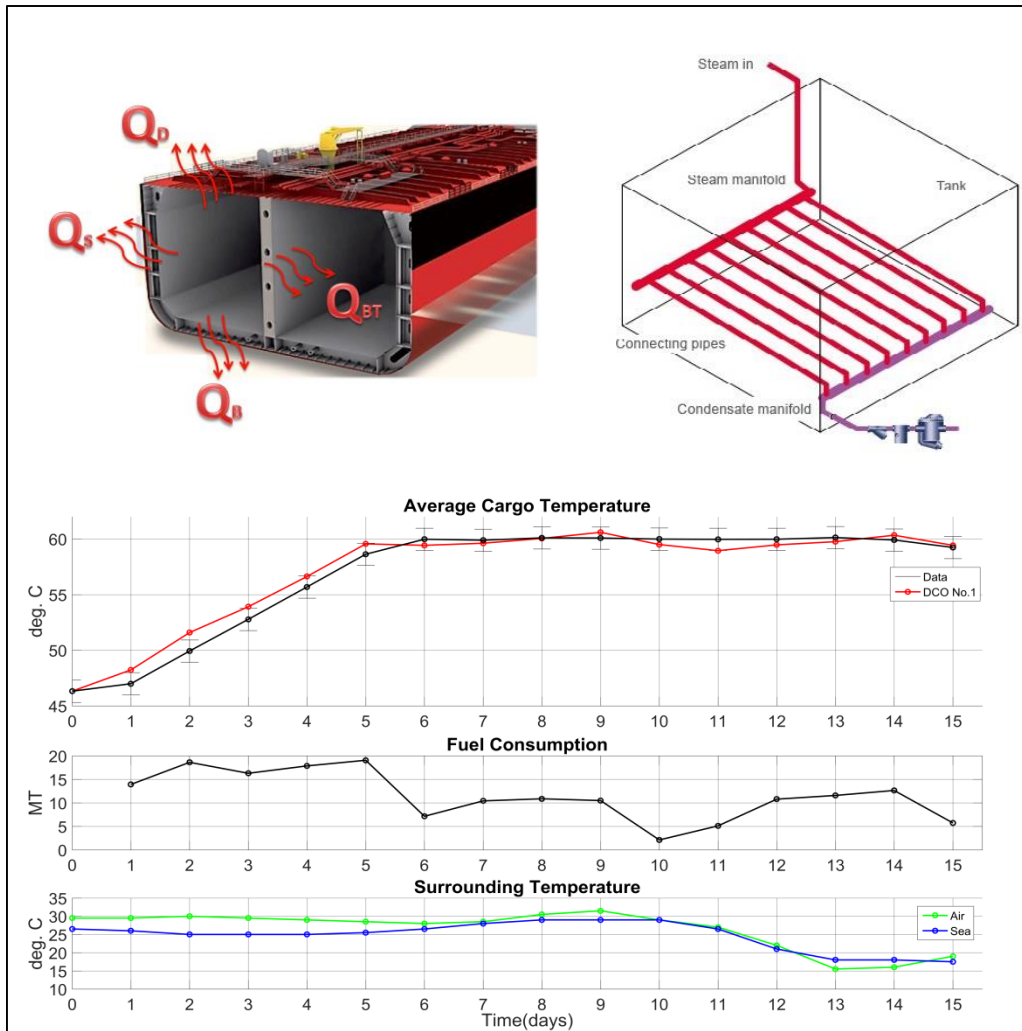 Q_D
Q_S
Q_BT
Q_B
Steam in
Steam manifold
Tank
Connecting pipes
Condensate manifold
Average Cargo Temperature
deg. C
60
55
50
45
0 1 2 3 4 5 6 7 8 9 10 11 12 13 14 15
Data
DCO No.1
Fuel Consumption
MT
20
15
10
5
0
0 1 2 3 4 5 6 7 8 9 10 11 12 13 14 15
Surrounding Temperature
deg. C
35
30
25
20
15
10
0 1 2 3 4 5 6 7 8 9 10 11 12 13 14 15
Air
Sea
Time(days)